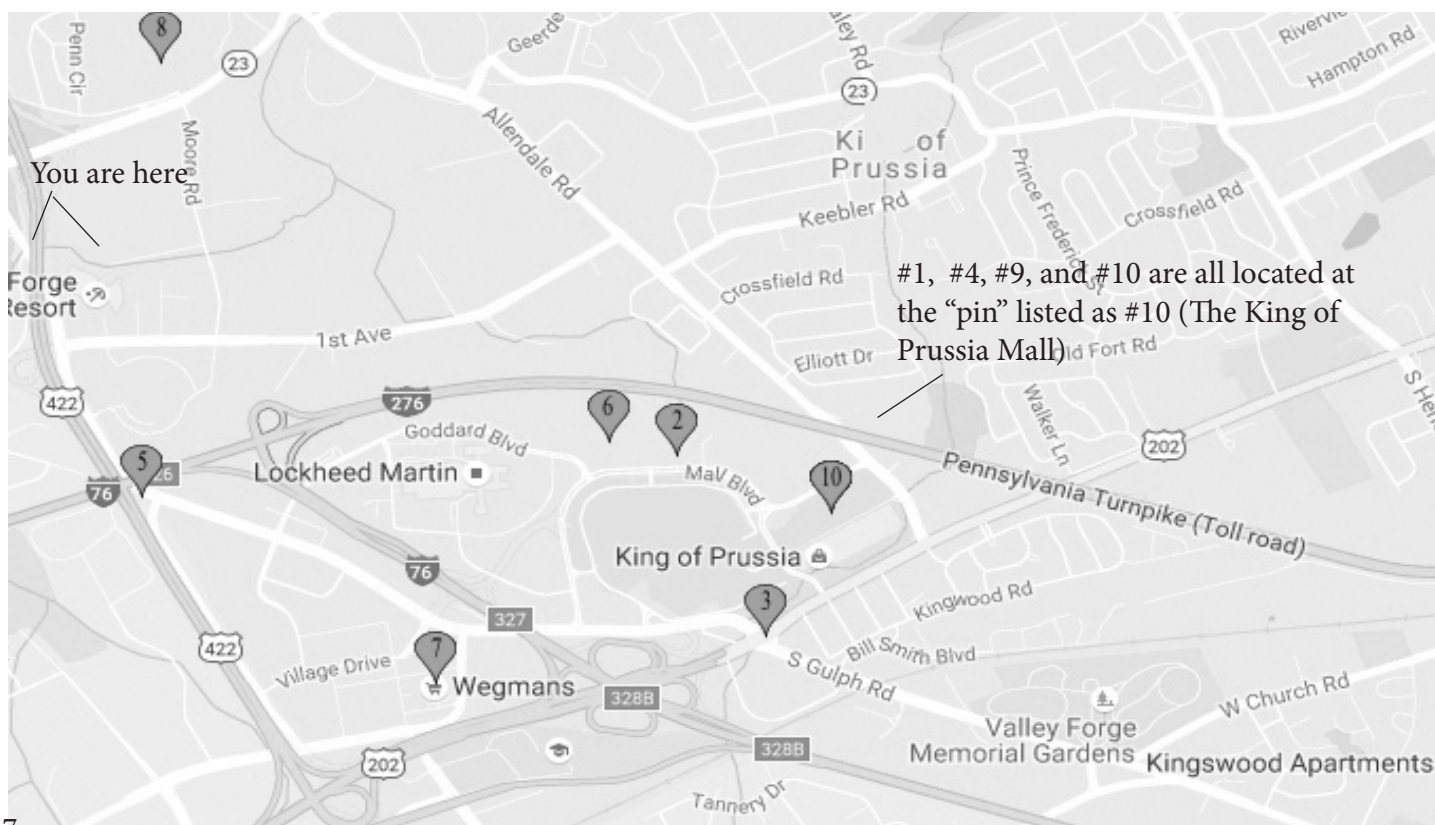 8
Penn Cir
23
Moore Rd
Geerde
Allendale Rd
aley Rd
23
Ki of
Prussia
Riverv
Hampton Rd
You are here
Keebler Rd
Prince Frederick St
Crossfield Rd
Forge
Resort
Crossfield Rd
#1, #4, #9, and #10 are all located at
the “pin” listed as #10 (The King of
Prussia Mall)
1st Ave
Elliott Dr
Old Fort Rd
422
276
6
2
Goddard Blvd
Walker Ln
S Hen
202
5
26
76
Lockheed Martin
Mall Blvd
10
Pennsylvania Turnpike (Toll road)
King of Prussia
76
3
327
Kingwood Rd
422
Village Drive
7
Wegmans
Bill Smith Blvd
S Gulph Rd
328B
W Church Rd
Valley Forge
Memorial Gardens
202
328B
Kingswood Apartments
Tannery Dr
7